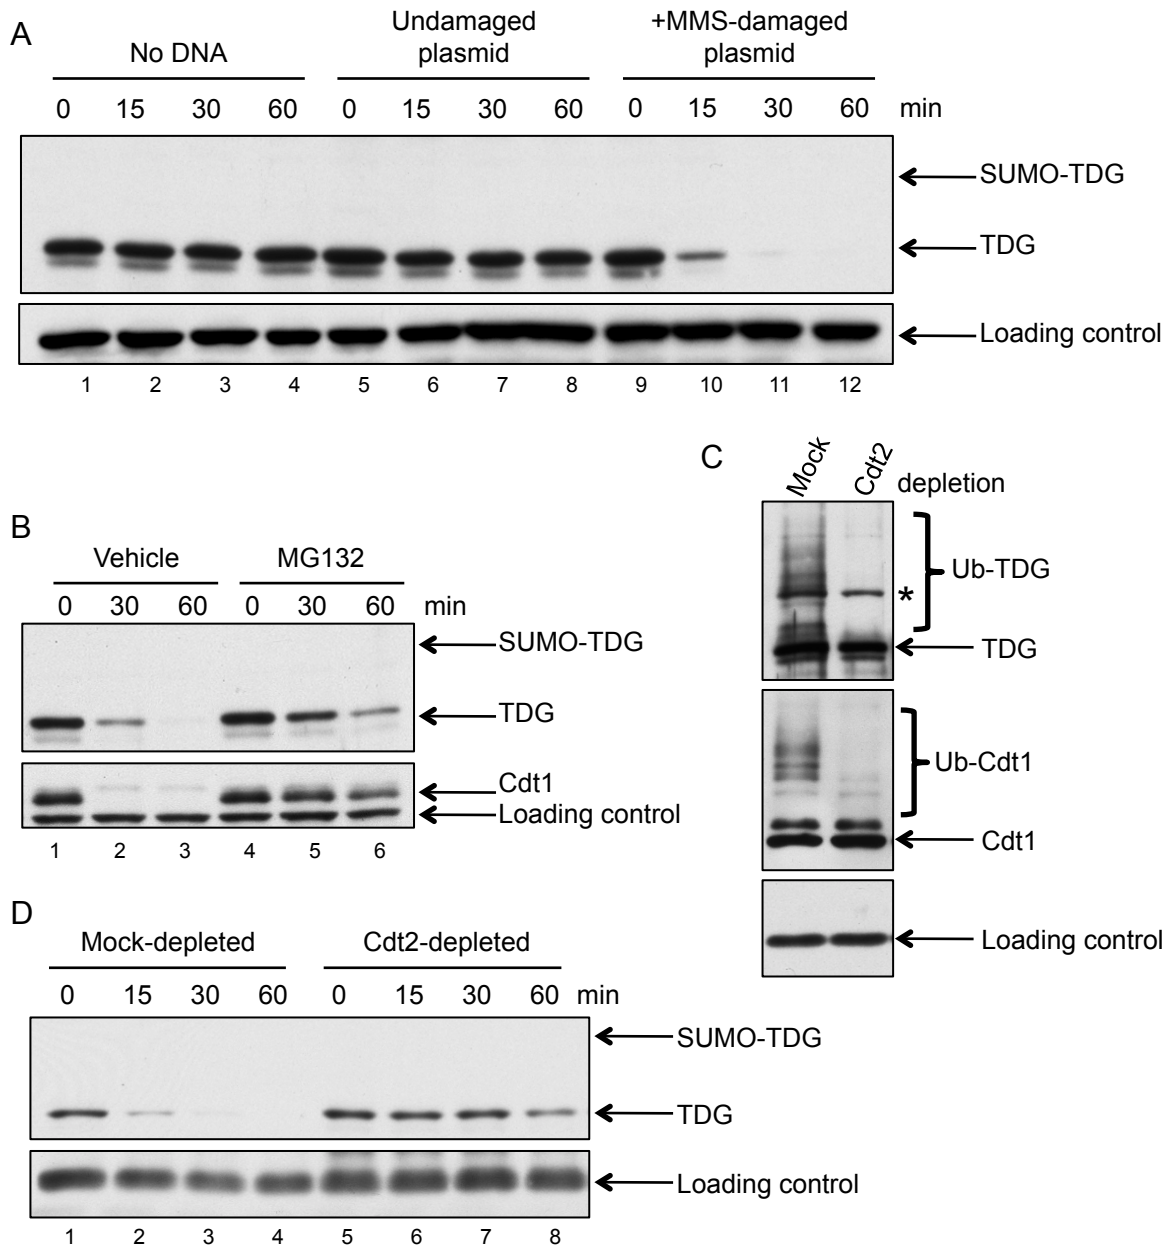 A
No DNA
Undamaged
plasmid
+MMS-damaged
plasmid
0 15 30 60 0 15 30 60 0 15 30 60 min
SUMO-TDG
TDG
Loading control
1 2 3 4 5 6 7 8 9 10 11 12
B
Vehicle MG132
0 30 60 0 30 60 min
SUMO-TDG
TDG
Cdt1
Loading control
1 2 3 4 5 6
C
Mock Cdt2 depletion
Ub-TDG
*
TDG
Ub-Cdt1
Cdt1
Loading control
D
Mock-depleted Cdt2-depleted
0 15 30 60 0 15 30 60 min
SUMO-TDG
TDG
Loading control
1 2 3 4 5 6 7 8